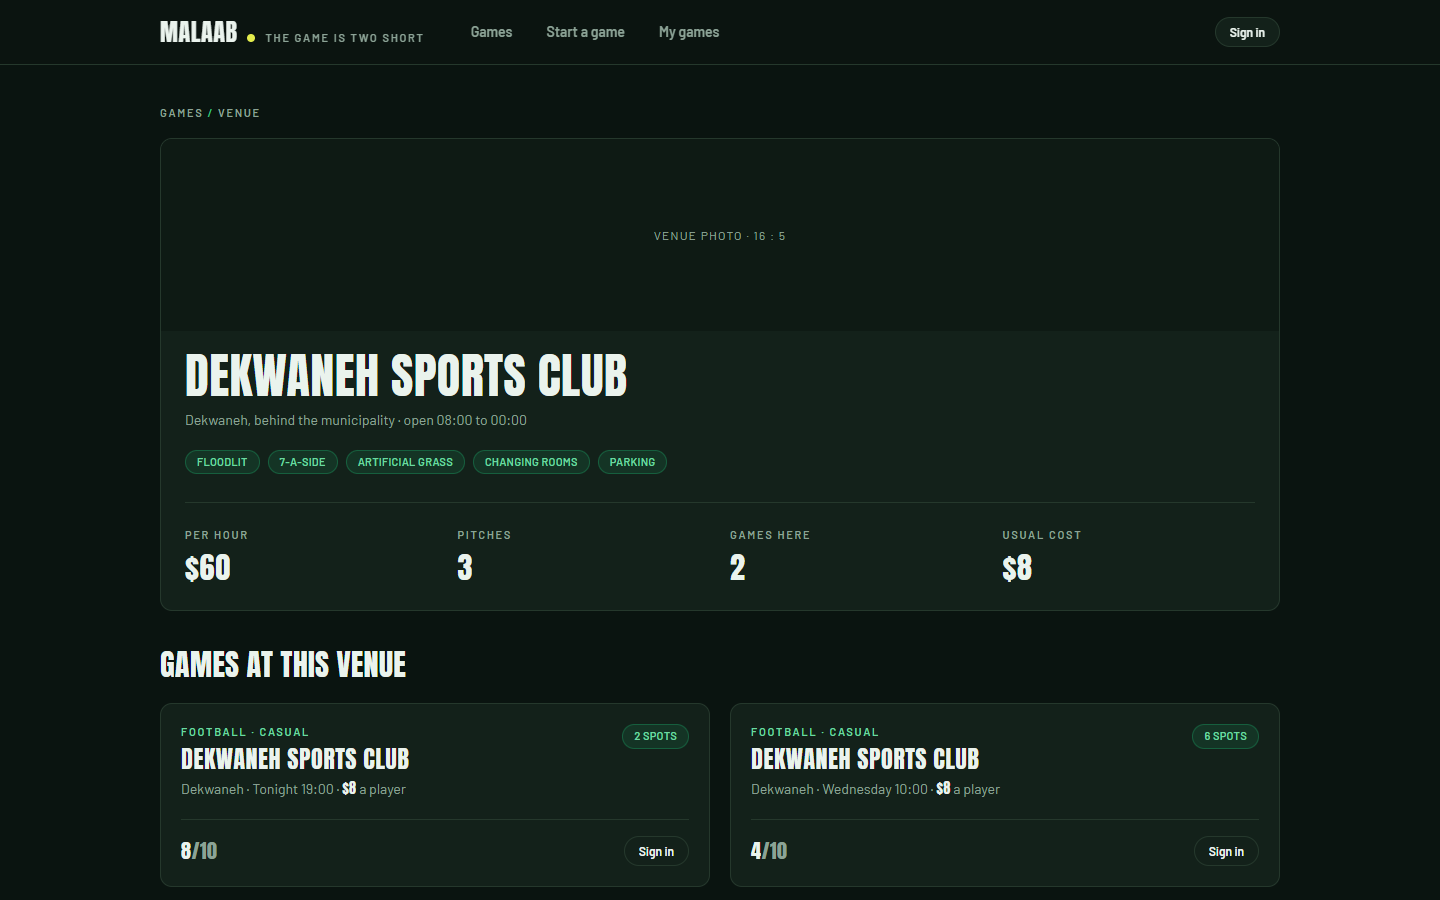 MALAAB THE GAME IS TWO SHORT Games Start a game My games Sign in
GAMES / VENUE
VENUE PHOTO · 16 : 5
DEKWANEH SPORTS CLUB
Dekwaneh, behind the municipality · open 08:00 to 00:00
FLOODLIT 7-A-SIDE ARTIFICIAL GRASS CHANGING ROOMS PARKING
PER HOUR PITCHES GAMES HERE USUAL COST
$60 3 2 $8
GAMES AT THIS VENUE
FOOTBALL · CASUAL 2 SPOTS
DEKWANEH SPORTS CLUB
Dekwaneh · Tonight 19:00 · $8 a player
8/10 Sign in
FOOTBALL · CASUAL 6 SPOTS
DEKWANEH SPORTS CLUB
Dekwaneh · Wednesday 10:00 · $8 a player
4/10 Sign in